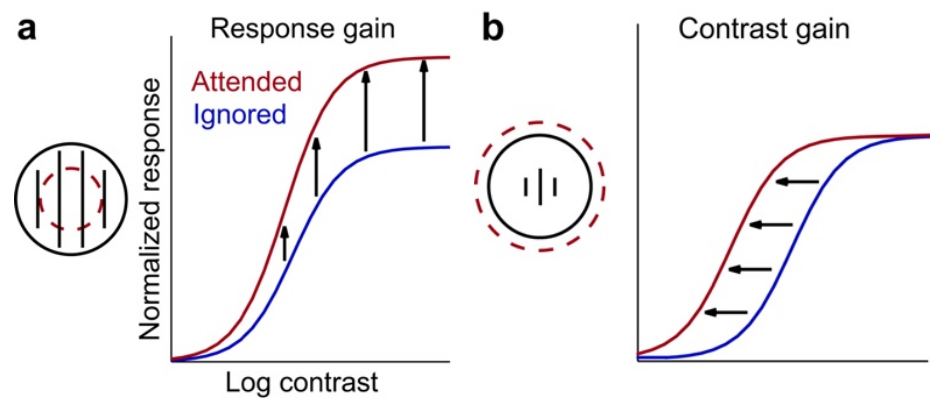 a
Response gain
Attended
Ignored
Normalized response
Log contrast
b
Contrast gain